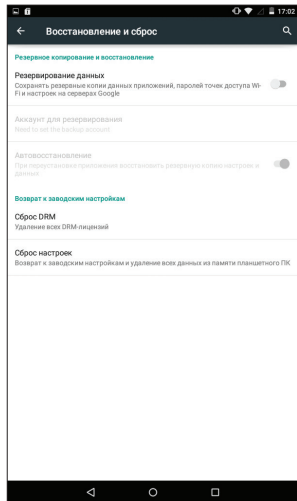 17:02
Восстановление и сброс
Резервное копирование и восстановление
Резервирование данных
Сохранять резервные копии данных приложений, паролей точек доступа Wi-
Fi и настроек на серверах Google
Аккаунт для резервирования
Need to set the backup account
Автовосстановление
При переустановке приложения восстановить резервную копию настроек и
данных
Возврат к заводским настройкам
Сброс DRM
Удаление всех DRM-лицензий
Сброс настроек
Возврат к заводским настройкам и удаление всех данных из памяти планшетного ПК